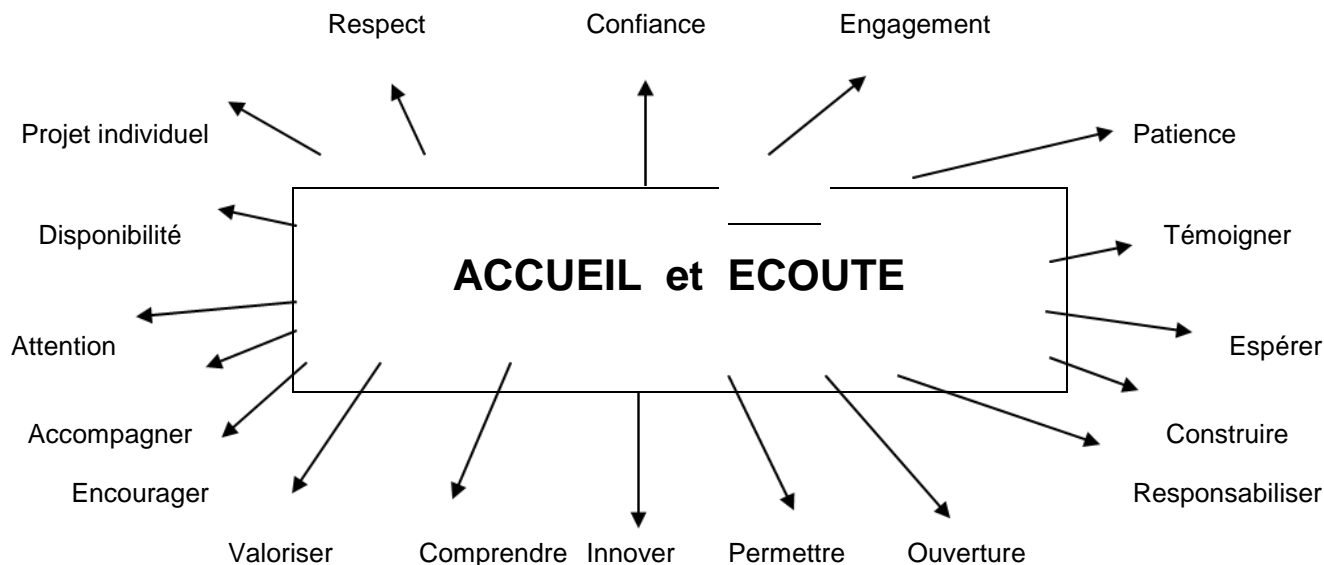 Respect Confiance Engagement
Projet individuel Patience
Disponibilité Témoigner
ACCUEIL et ECOUTE
Attention Espérer
Accompagner Construire
Encourager Responsabiliser
Valoriser Comprendre Innover Permettre Ouverture